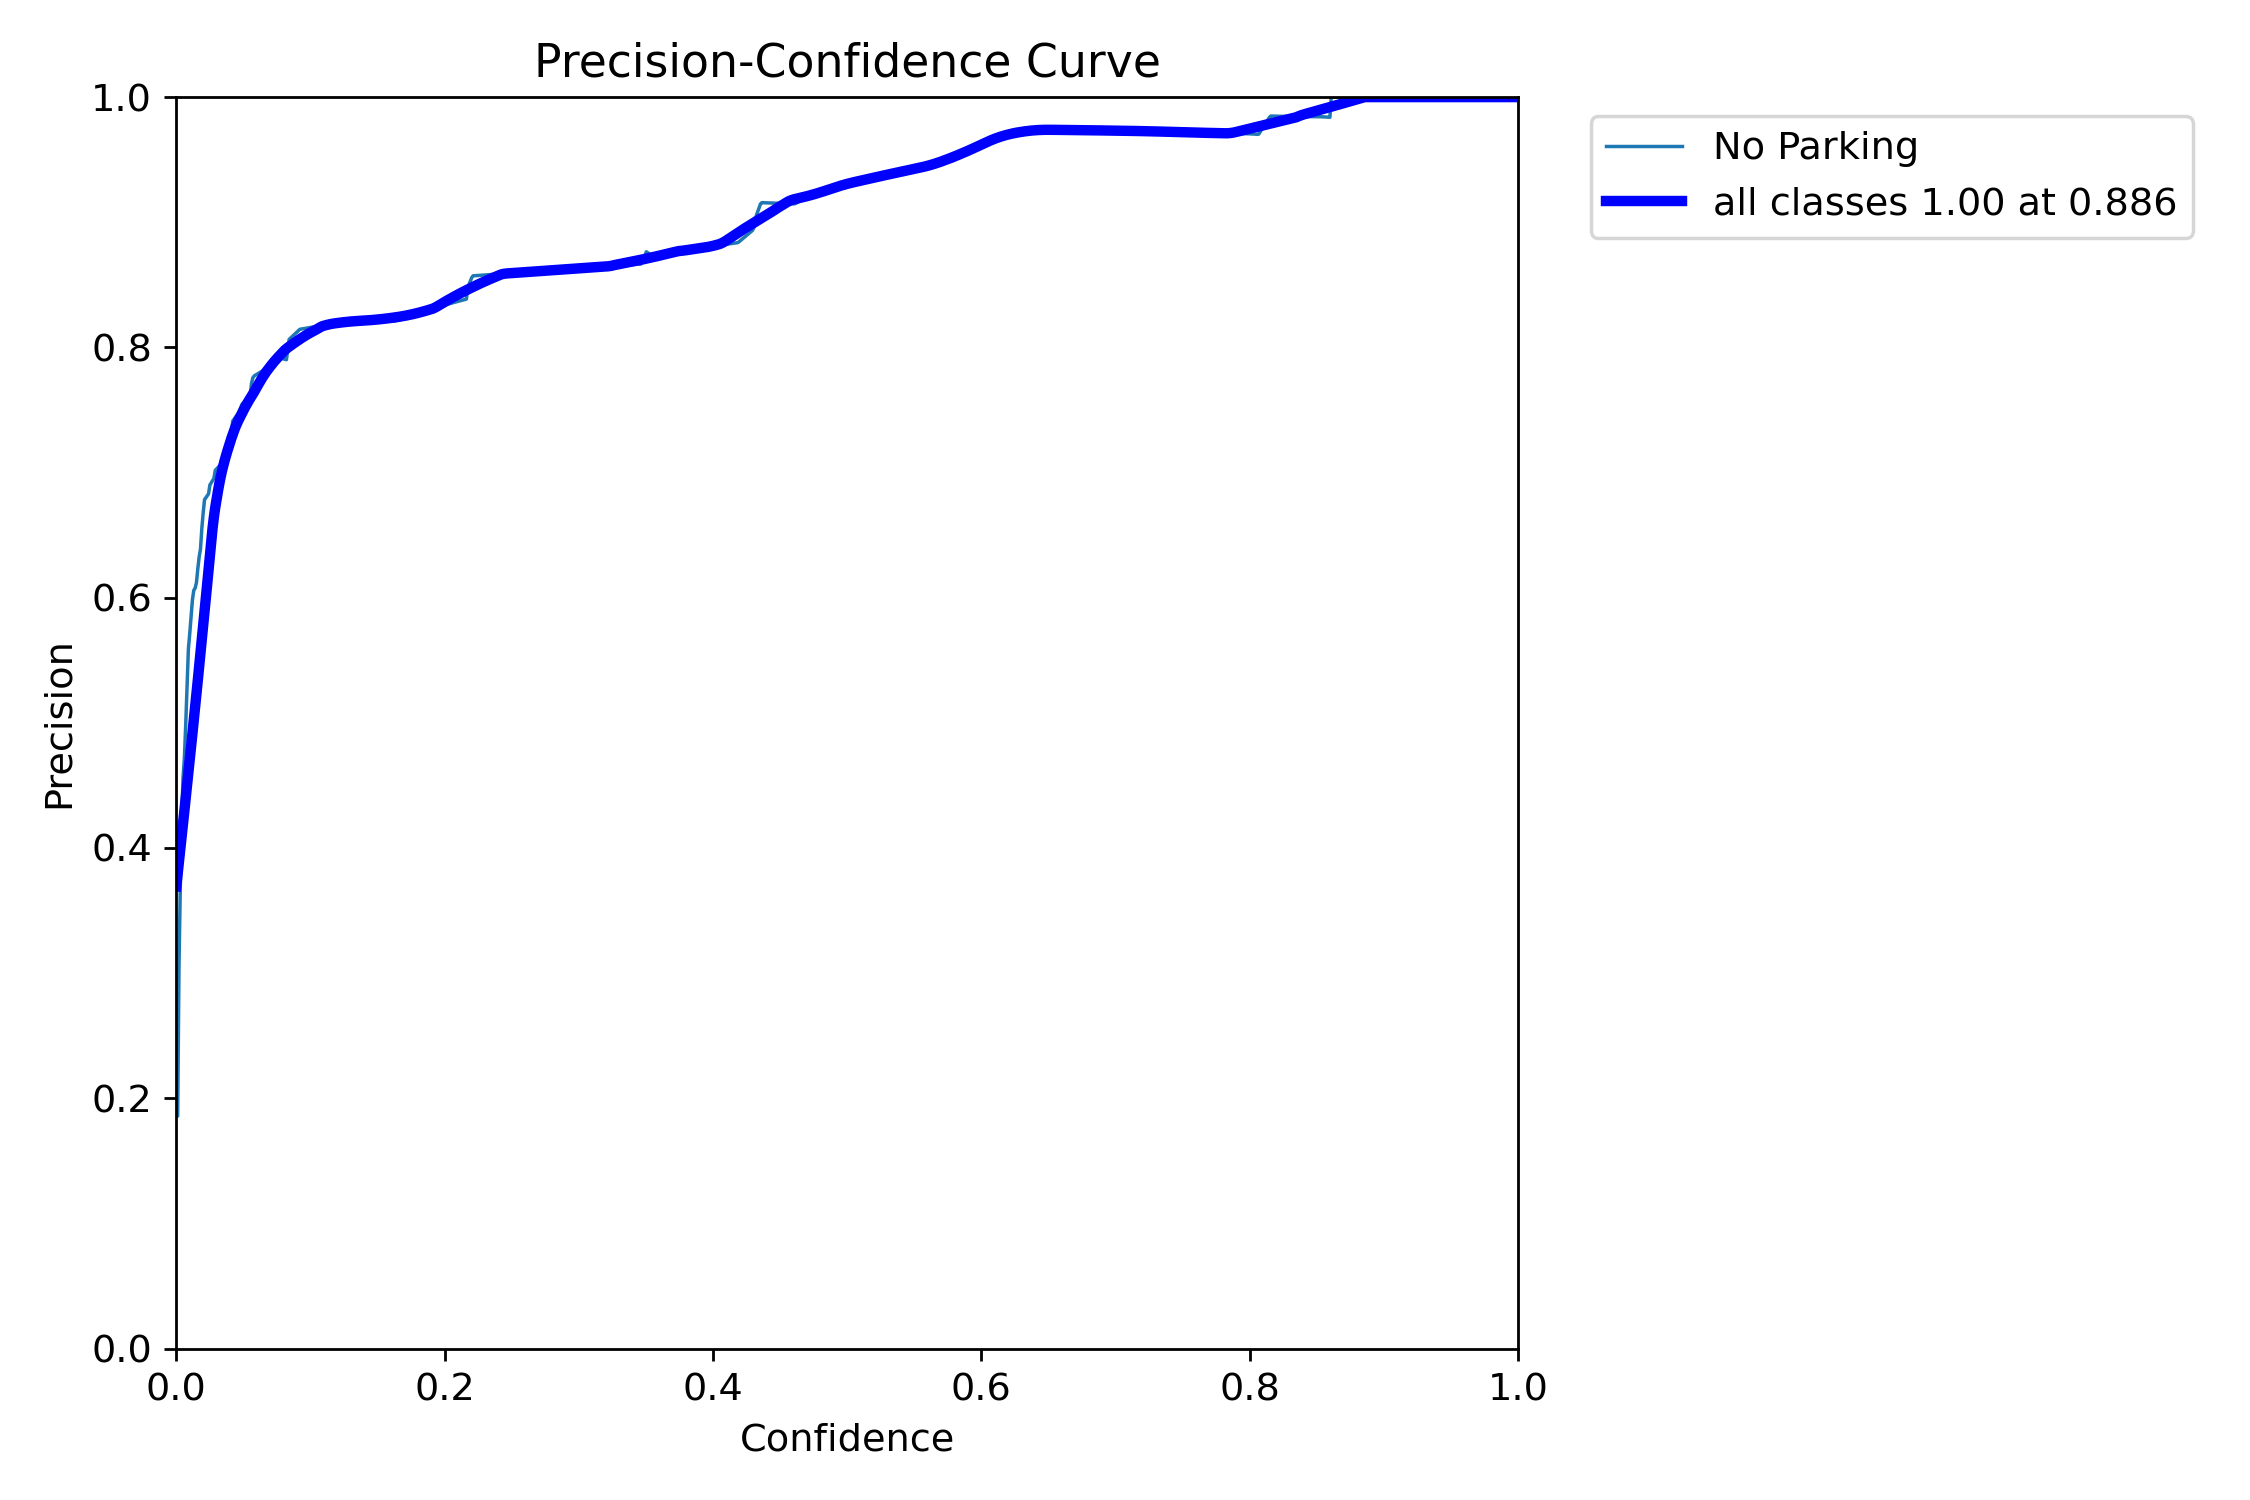 Precision-Confidence Curve
1.0
0.8
0.6
0.4
0.2
0.0
Precision
0.0 0.2 0.4 0.6 0.8 1.0
Confidence
No Parking
all classes 1.00 at 0.886